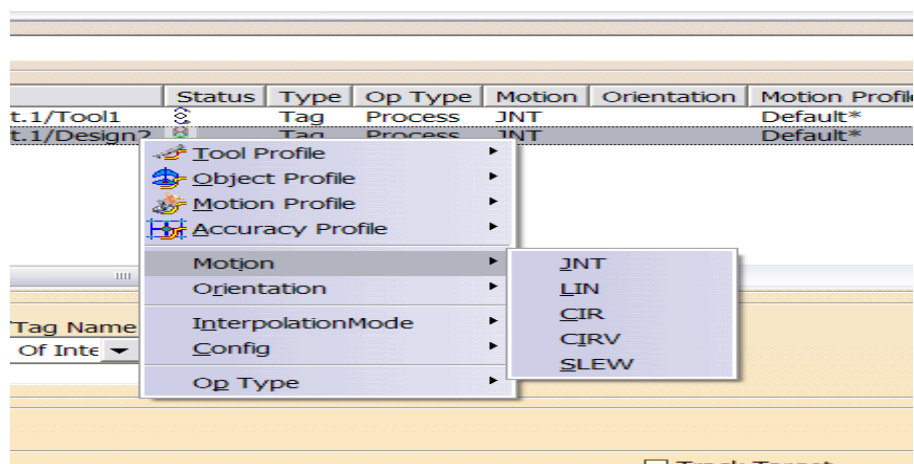 Status Type Op Type Motion Orientation Motion Profil
t.1/Tool1 Tag Process JNT Default*
t.1/Design? Tag Process JNT Default*
Tool Profile
Object Profile
Motion Profile
Accuracy Profile
Motion
Orientation
InterpolationMode
Config
Op Type
JNT
LIN
CIR
CIRV
SLEW
Tag Name
Of Inte
Track Target